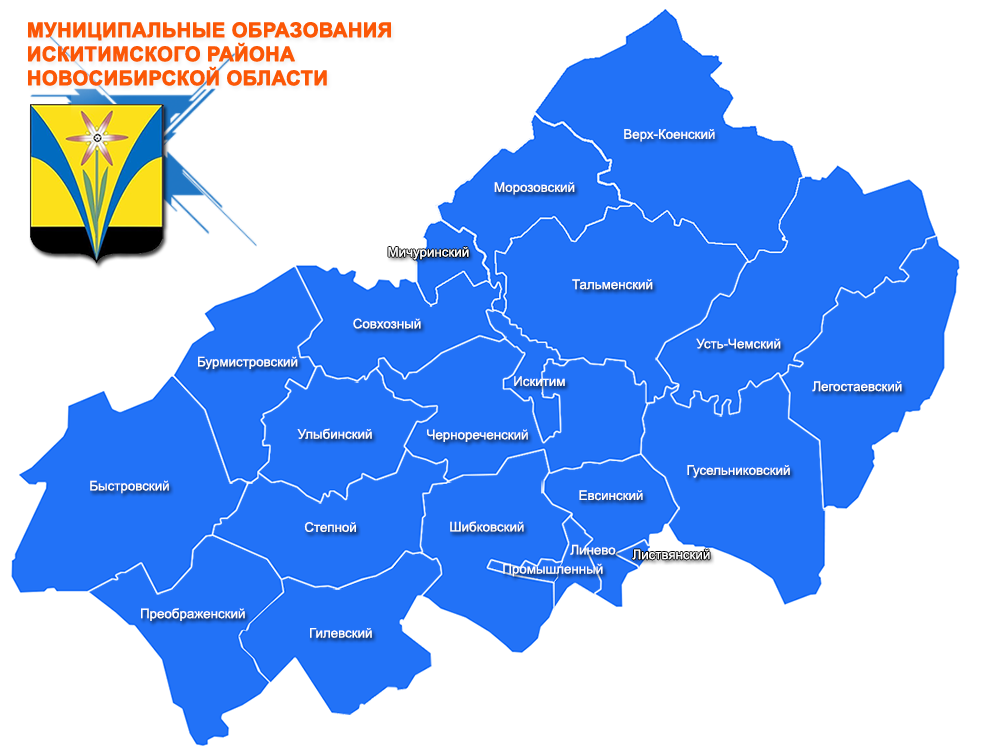 МУНИЦИПАЛЬНЫЕ ОБРАЗОВАНИЯ
ИСКИТИМСКОГО РАЙОНА
НОВОСИБИРСКОЙ ОБЛАСТИ
Верх-Коенский
Морозовский
Мичуринский
Тальменский
Совхозный
Усть-Чемский
Бурмистровский
Искитим
Легостаевский
Улыбинский
Чернореченский
Гусельниковский
Быстровский
Евсинский
Степной
Шибковский
Линево
Листвянский
Промышленный
Преображенский
Гилевский